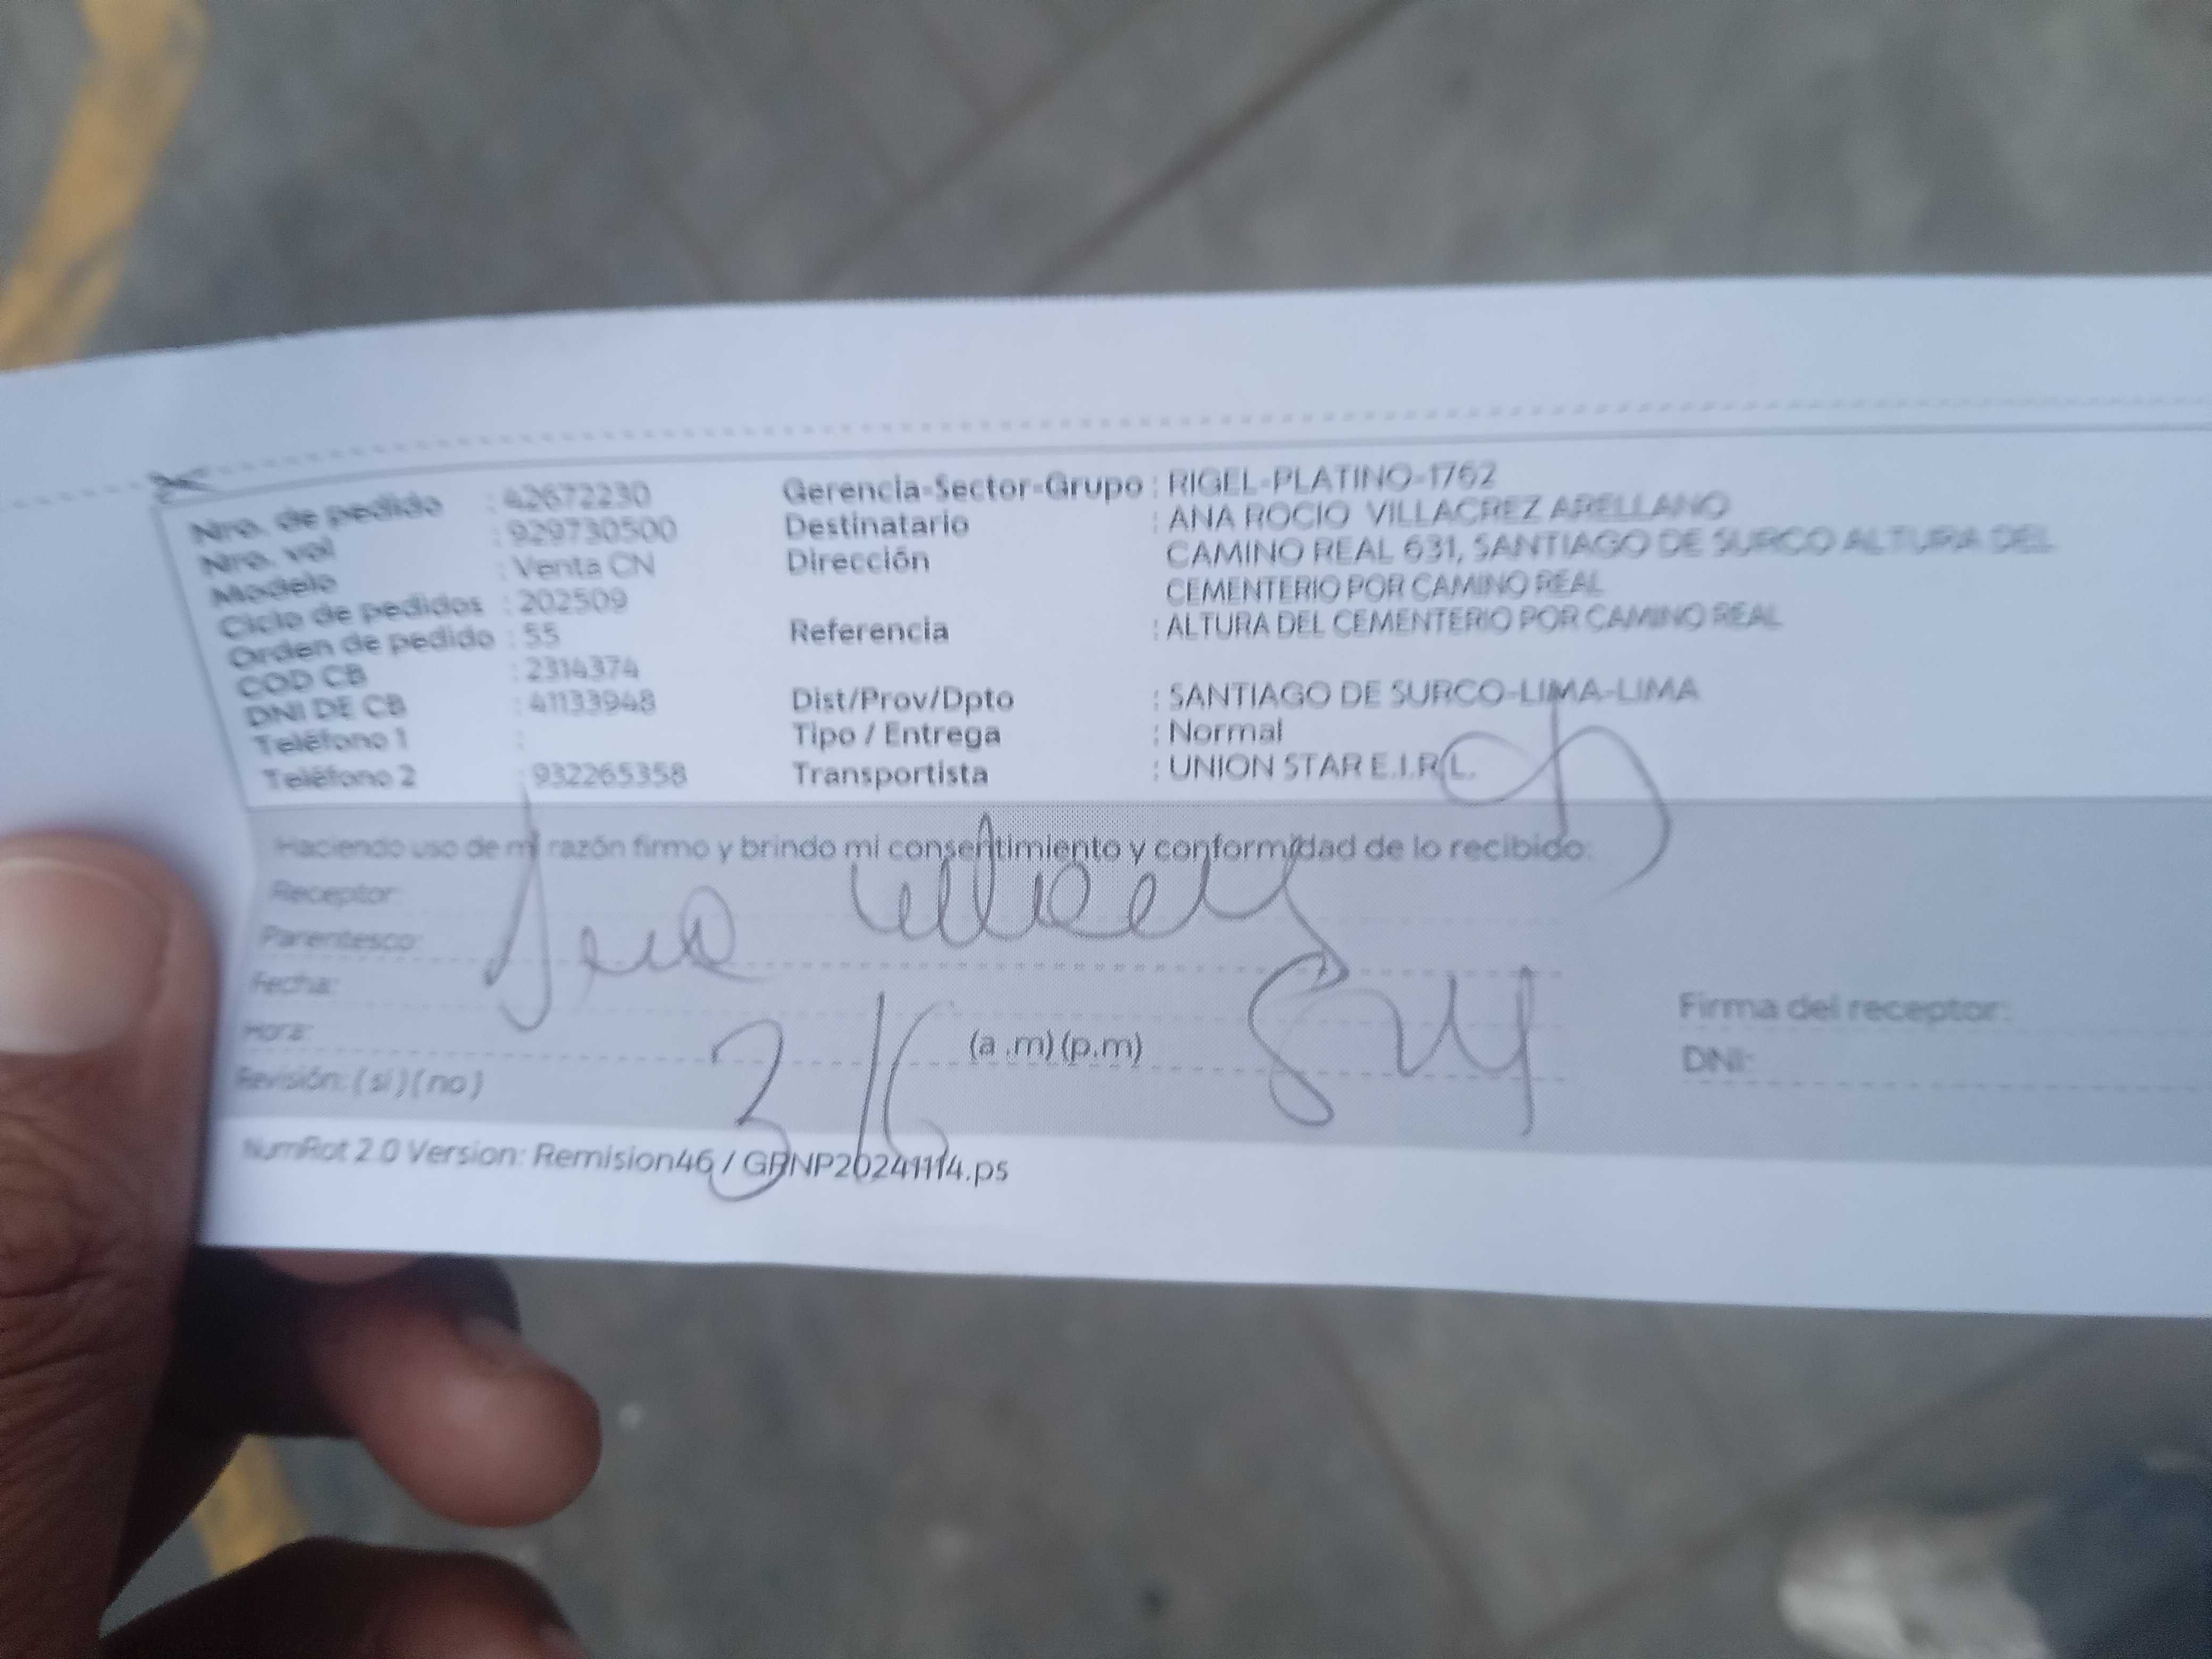 Nro. de pedido : 42672230
Nro. vol : 929730500
Modelo : Venta CN
Ciclo de pedidos : 202509
Orden de pedido : 55
COD CB : 2314374
DNI DE CB : 41133948
Teléfono 1 :
Teléfono 2 : 932265358
Gerencia-Sector-Grupo : RIGEL-PLATINO-1762
Destinatario : ANA ROCIO VILLACREZ ARELLANO
Dirección CAMINO REAL 631, SANTIAGO DE SURCO ALTURA DEL
CEMENTERIO POR CAMINO REAL
Referencia : ALTURA DEL CEMENTERIO POR CAMINO REAL
Dist/Prov/Dpto : SANTIAGO DE SURCO-LIMA-LIMA
Tipo / Entrega : Normal
Transportista : UNION STAR E.I.R.L.
Haciendo uso de mi razón firmo y brindo mi consentimiento y conformidad de lo recibido:
Receptor:
Parentesco:
Fecha:
Hora: (a .m) (p.m)
Revisión: ( si ) ( no )
Firma del receptor:
DNI:
NumRot 2.0 Version: Remision46 / GRNP20241114.ps